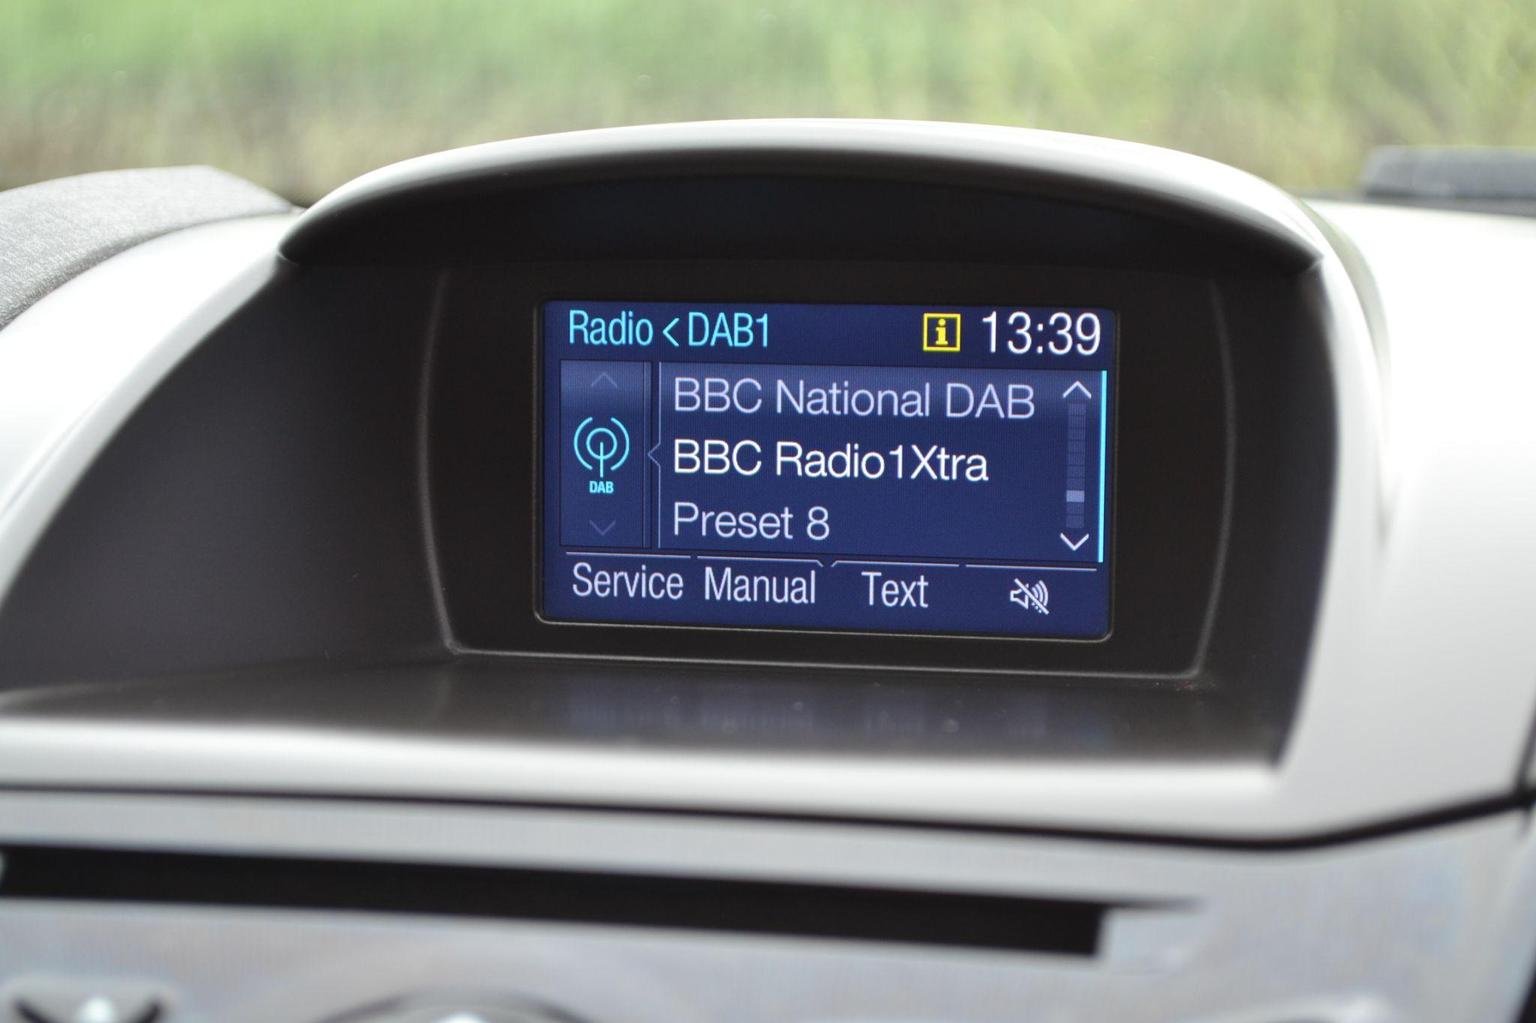 Radio < DAB1 i 13:39
BBC National DAB
DAB
BBC Radio1Xtra
Preset 8
Service Manual Text